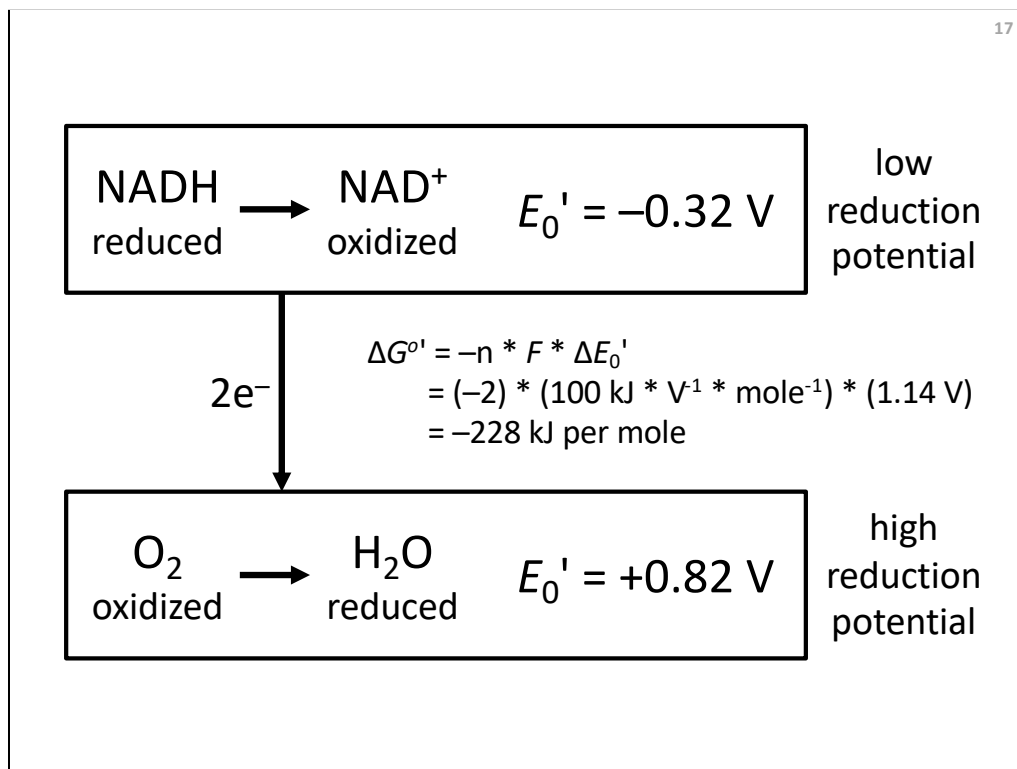 17
NADH → NAD⁺ E₀' = –0.32 V
reduced oxidized
low
reduction
potential
2e⁻
ΔG°' = –n * F * ΔE₀'
= (–2) * (100 kJ * V⁻¹ * mole⁻¹) * (1.14 V)
= –228 kJ per mole
O₂ → H₂O E₀' = +0.82 V
oxidized reduced
high
reduction
potential